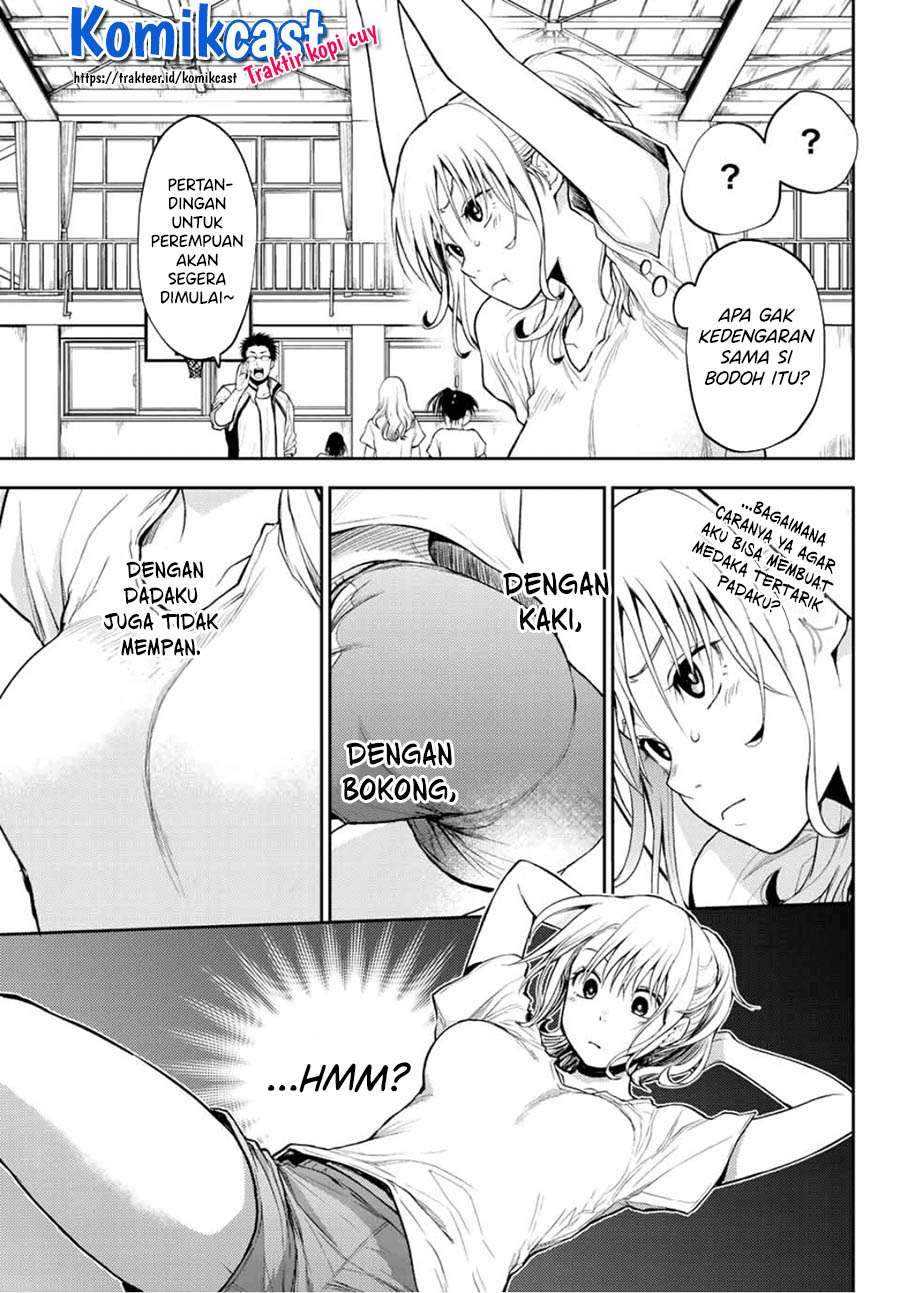 Komikcast
Traktir kopi cuy
https://trakteer.id/komikcast
?
?
APA GAK
KEDENGARAN
SAMA SI
BODOH ITU?
PERTAN-
DINGAN
UNTUK
PEREMPUAN
AKAN
SEGERA
DIMULAI~
...BAGAIMANA
CARANYA YA AGAR
AKU BISA MEMBUAT
MEDAKA TERTARIK
PADAKU?
DENGAN
KAKI,
DENGAN
BOKONG,
DENGAN
DADAKU
JUGA TIDAK
MEMPAN.
...HMM?